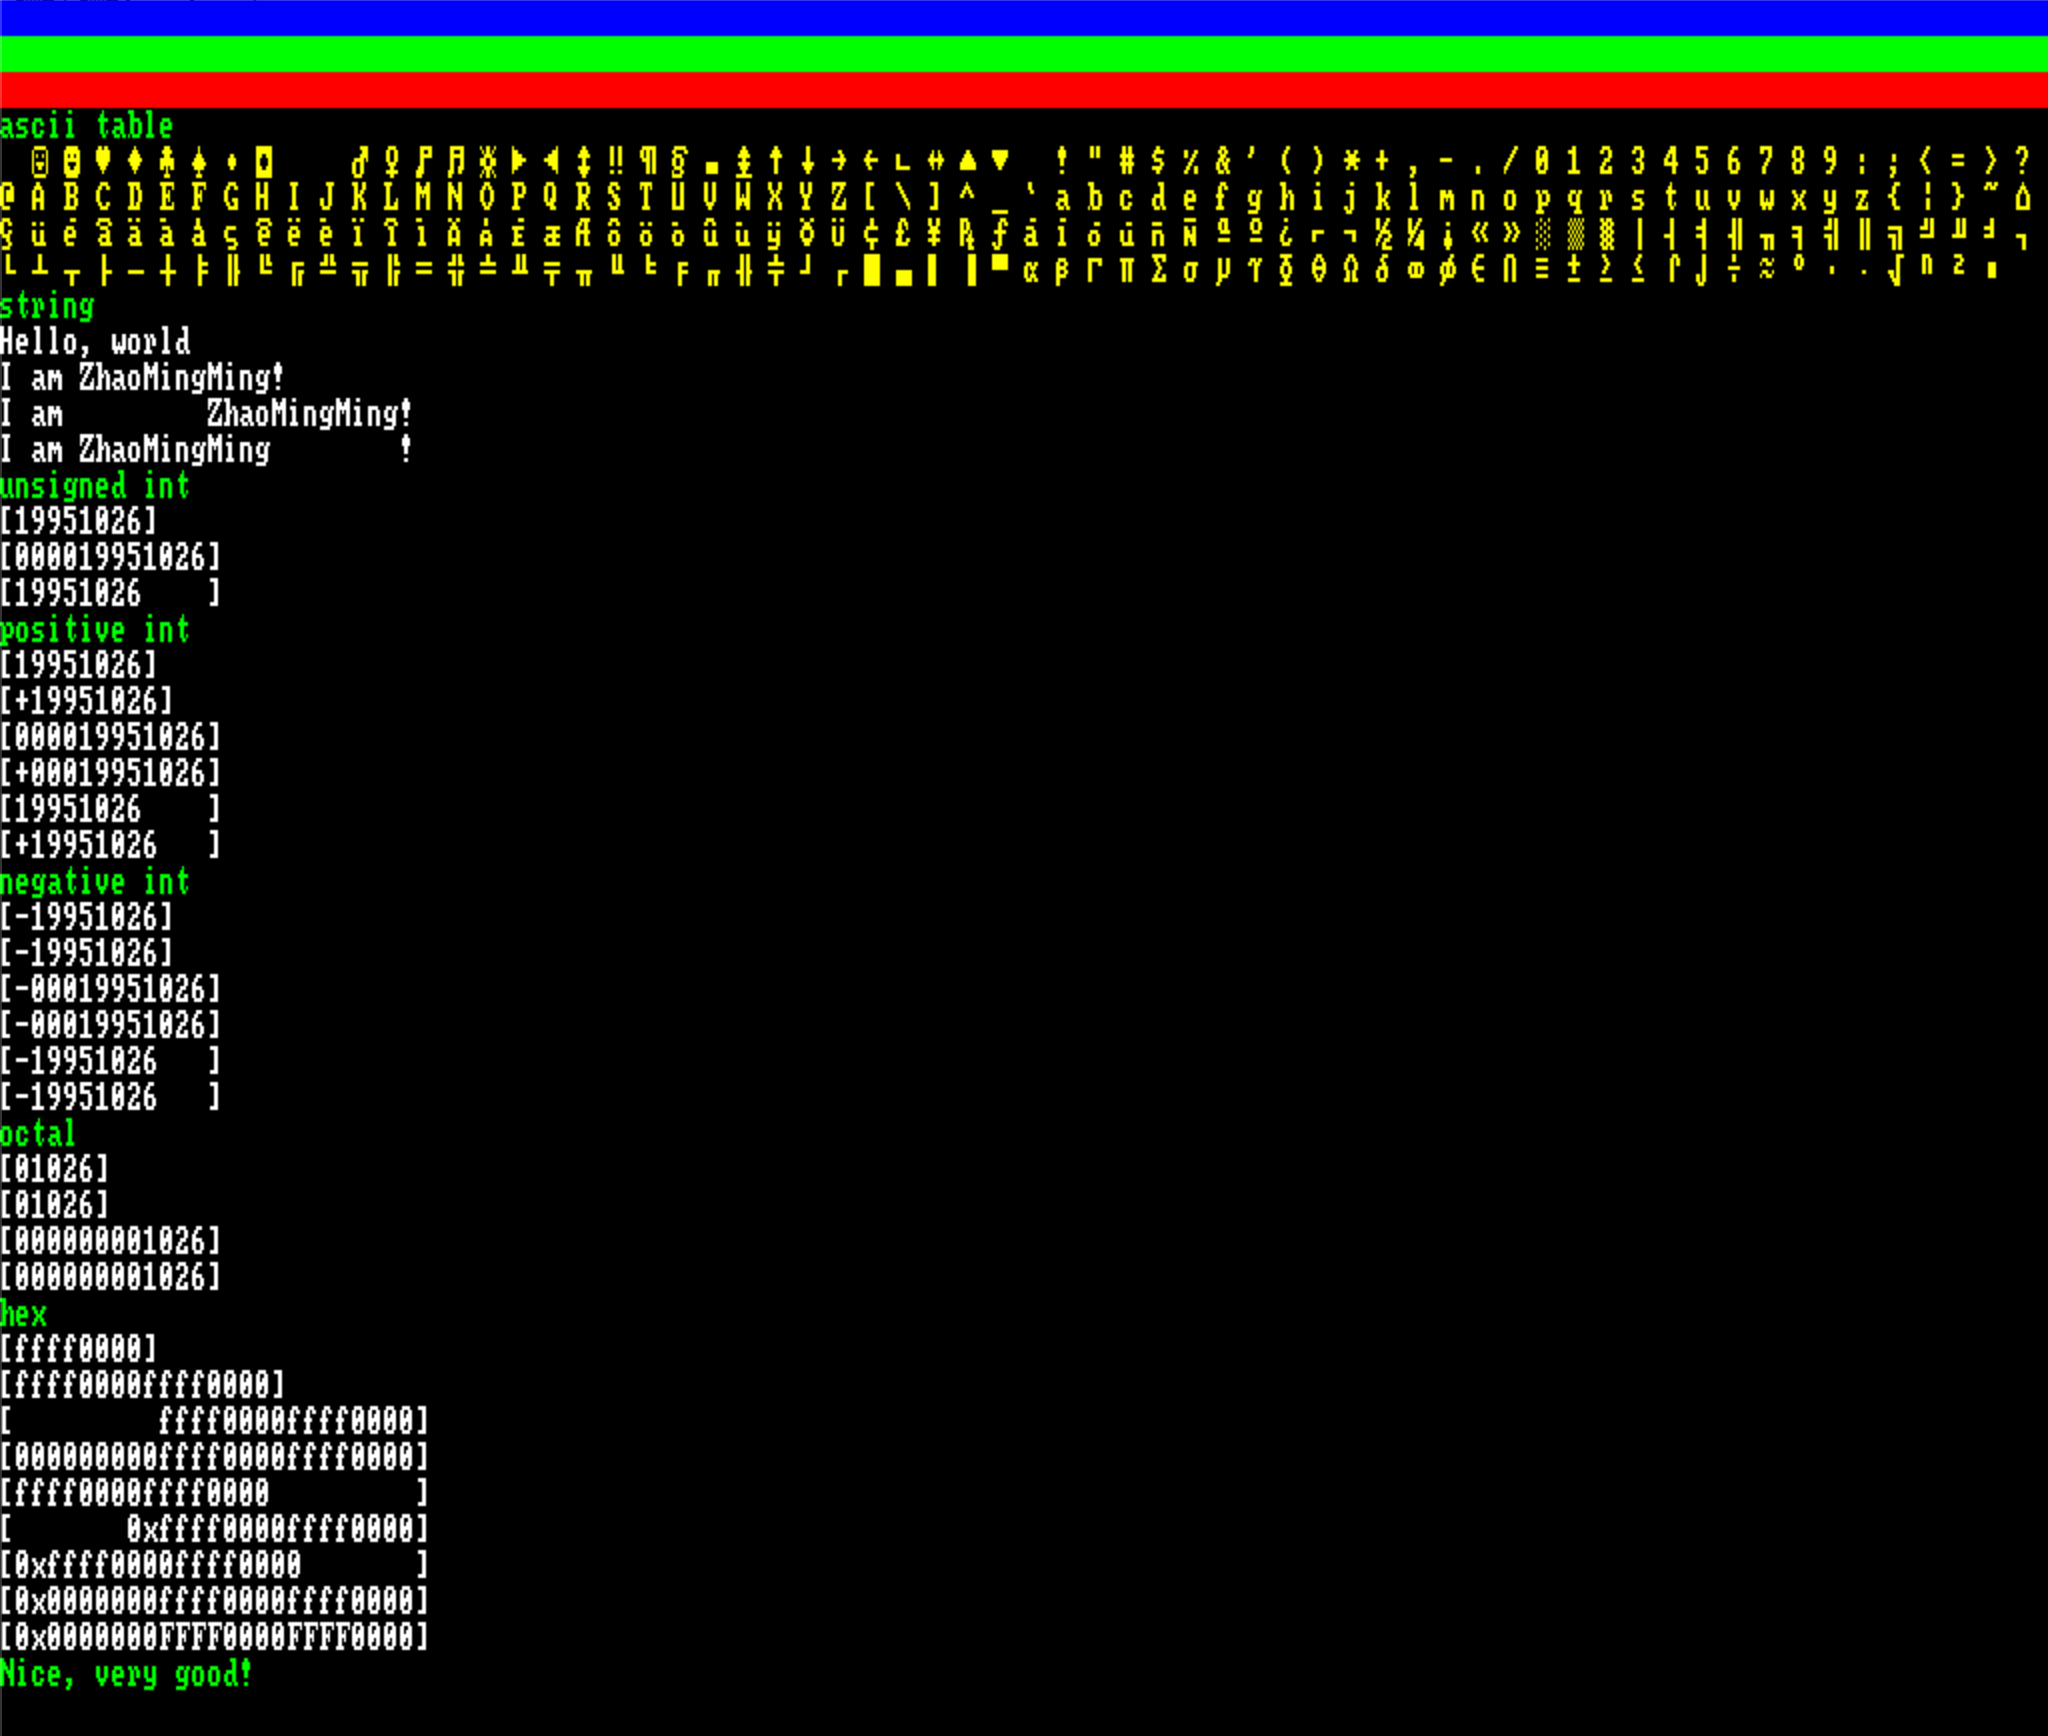 ascii table
☺ ☻ ♥ ♦ ♣ ♠ • ◘ ♂ ♀ ♪ ♫ ☼ ► ◄ ↕ ‼ ¶ § ▬ ↨ ↑ ↓ → ← ∟ ↔ ▲ ▼ ! " # $ % & ' ( ) * + , - . / 0 1 2 3 4 5 6 7 8 9 : ; < = > ?
@ A B C D E F G H I J K L M N O P Q R S T U V W X Y Z [ \ ] ^ _ ` a b c d e f g h i j k l m n o p q r s t u v w x y z { ¦ } ~ ⌂
Ç ü é â ä à å ç ê ë è ï î ì Ä Å É æ Æ ô ö ò û ù ÿ Ö Ü ¢ £ ¥ ₧ ƒ á í ó ú ñ Ñ ª º ¿ ⌐ ¬ ½ ¼ ¡ « » ░ ▒ ▓ │ ┤ ╡ ╢ ╖ ╕ ╣ ║ ╗ ╝ ╜ ╛ ┐
└ ┴ ┬ ├ ─ ┼ ╞ ╟ ╚ ╔ ╩ ╦ ╠ ═ ╬ ╧ ╨ ╤ ╥ ╙ ╘ ╒ ╓ ╫ ╪ ┘ ┌ █ ▄ ▌ ▐ ▀ α β Γ π Σ σ µ τ Φ θ Ω δ ∞ φ ∈ ∩ ≡ ± ≥ ≤ ⌠ ⌡ ÷ ≈ ° ∙ · √ ⁿ ² ■
string
Hello, world
I am ZhaoMingMing!
I am         ZhaoMingMing!
I am ZhaoMingMing        !
unsigned int
[19951026]
[000019951026]
[19951026    ]
positive int
[19951026]
[+19951026]
[000019951026]
[+00019951026]
[19951026    ]
[+19951026   ]
negative int
[-19951026]
[-19951026]
[-00019951026]
[-00019951026]
[-19951026   ]
[-19951026   ]
octal
[01026]
[01026]
[000000001026]
[000000001026]
hex
[ffff0000]
[ffff0000ffff0000]
[         ffff0000ffff0000]
[000000000ffff0000ffff0000]
[ffff0000ffff0000         ]
[       0xffff0000ffff0000]
[0xffff0000ffff0000       ]
[0x0000000ffff0000ffff0000]
[0x0000000FFFF0000FFFF0000]
Nice, very good!